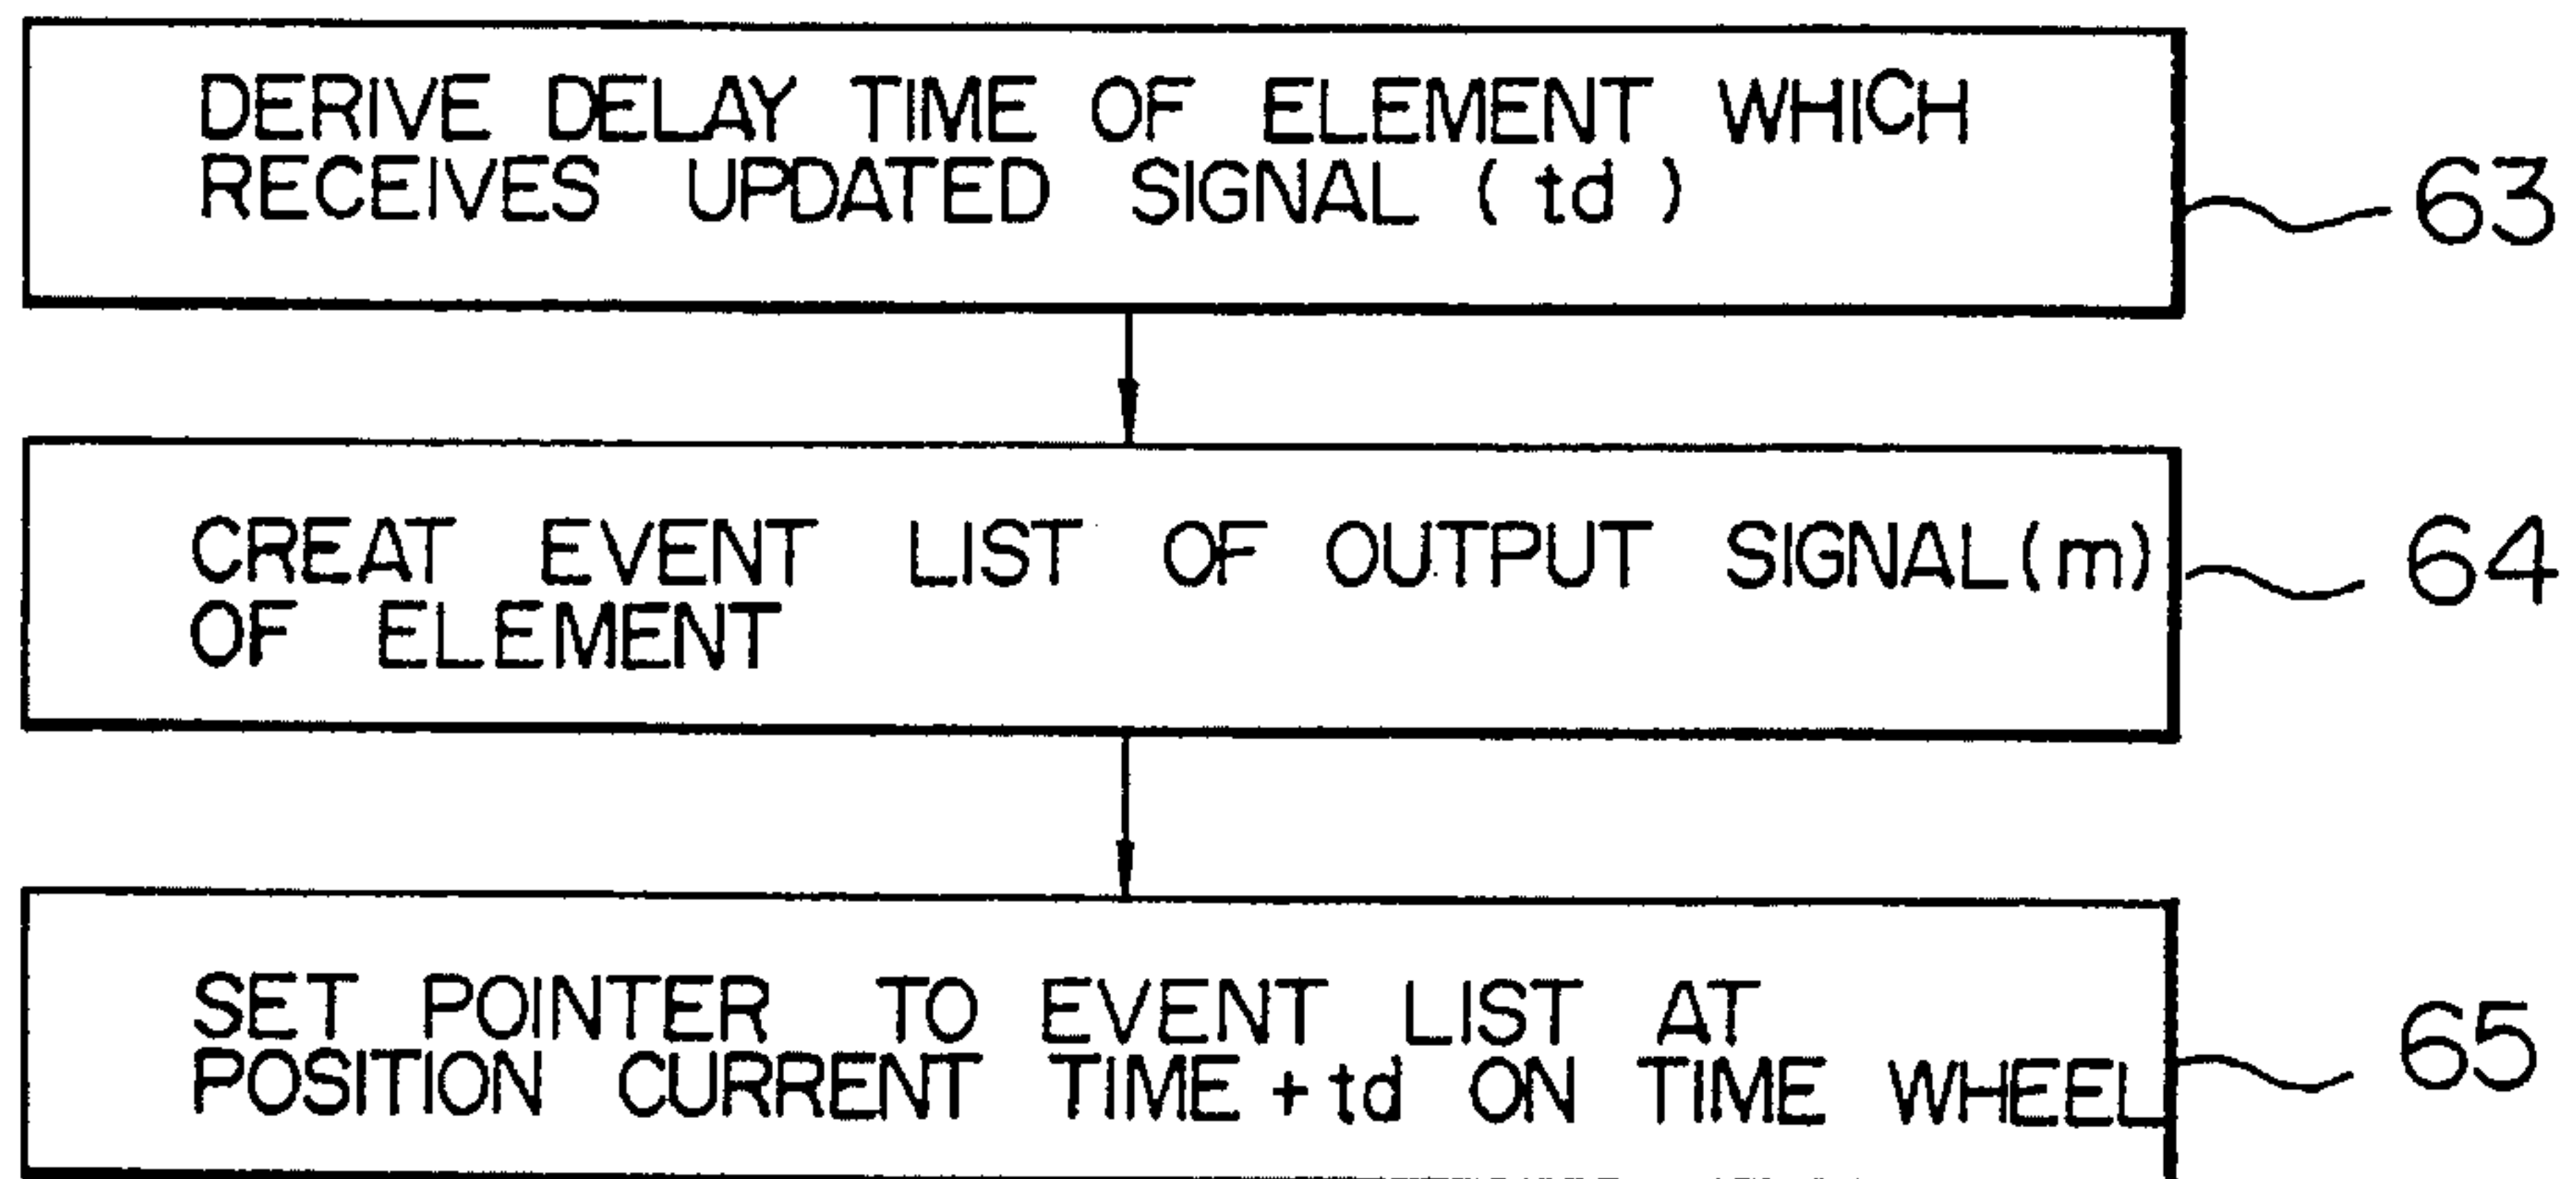 DERIVE DELAY TIME OF ELEMENT WHICH
RECEIVES UPDATED SIGNAL (td)
63
CREAT EVENT LIST OF OUTPUT SIGNAL(m)
OF ELEMENT
64
SET POINTER TO EVENT LIST AT
POSITION CURRENT TIME+td ON TIME WHEEL
65